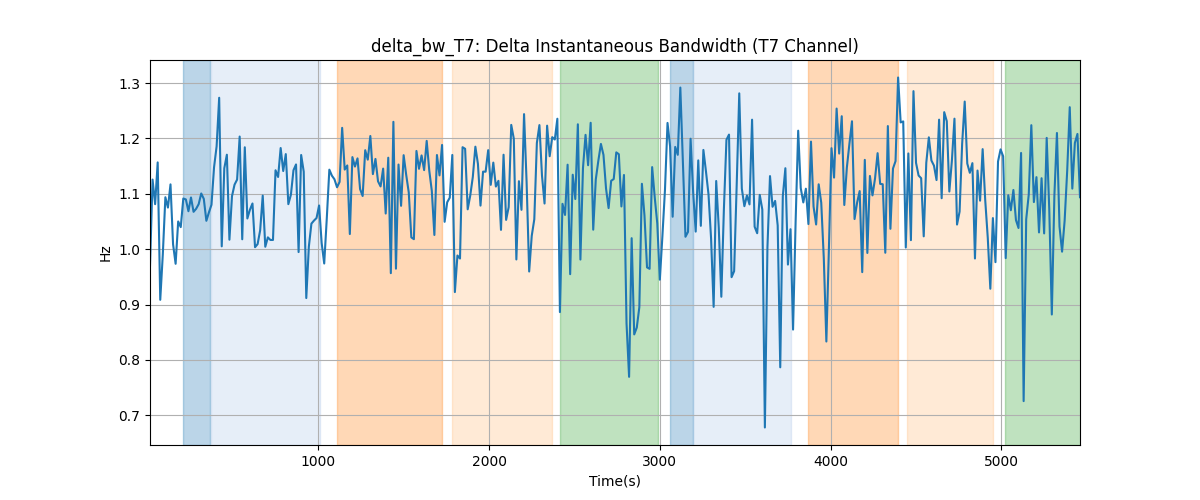 delta_bw_T7: Delta Instantaneous Bandwidth (T7 Channel)
1.3
1.2
1.1
1.0
0.9
0.8
0.7
Hz
1000 2000 3000 4000 5000
Time(s)